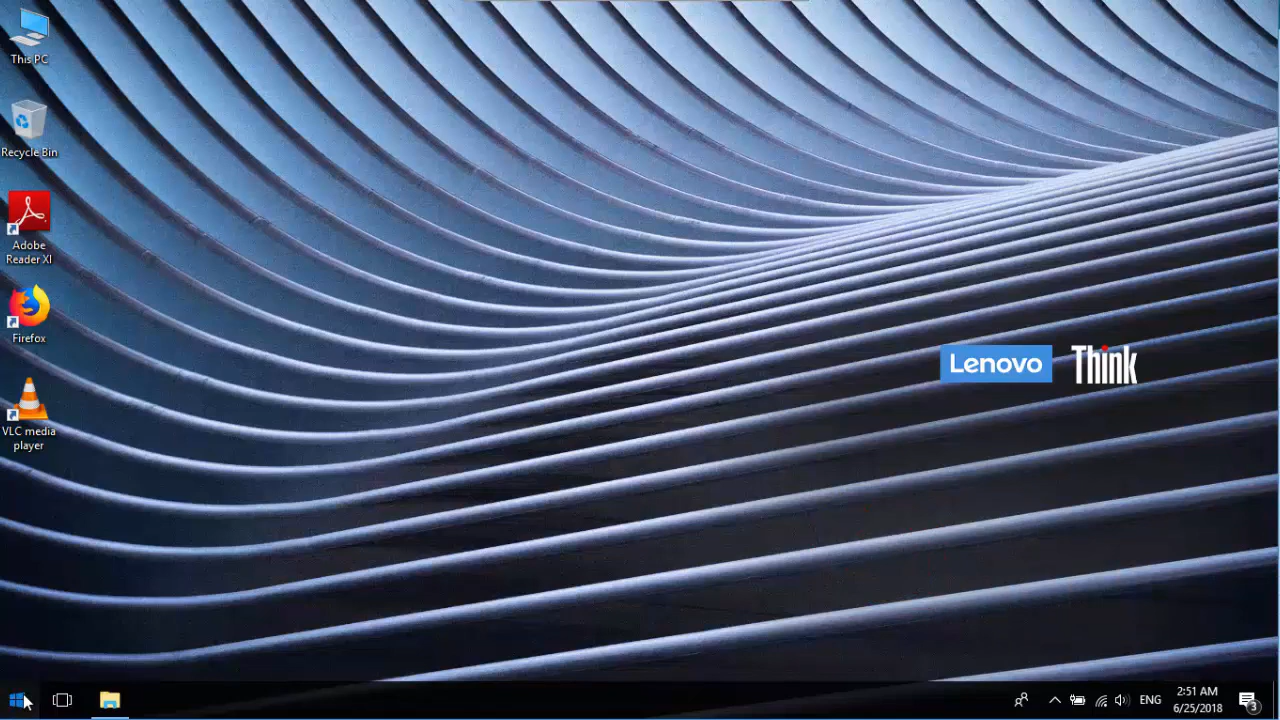 This PC
Recycle Bin
Adobe
Reader XI
Firefox
VLC media
player
Lenovo Think
ENG
2:51 AM
6/25/2018
3